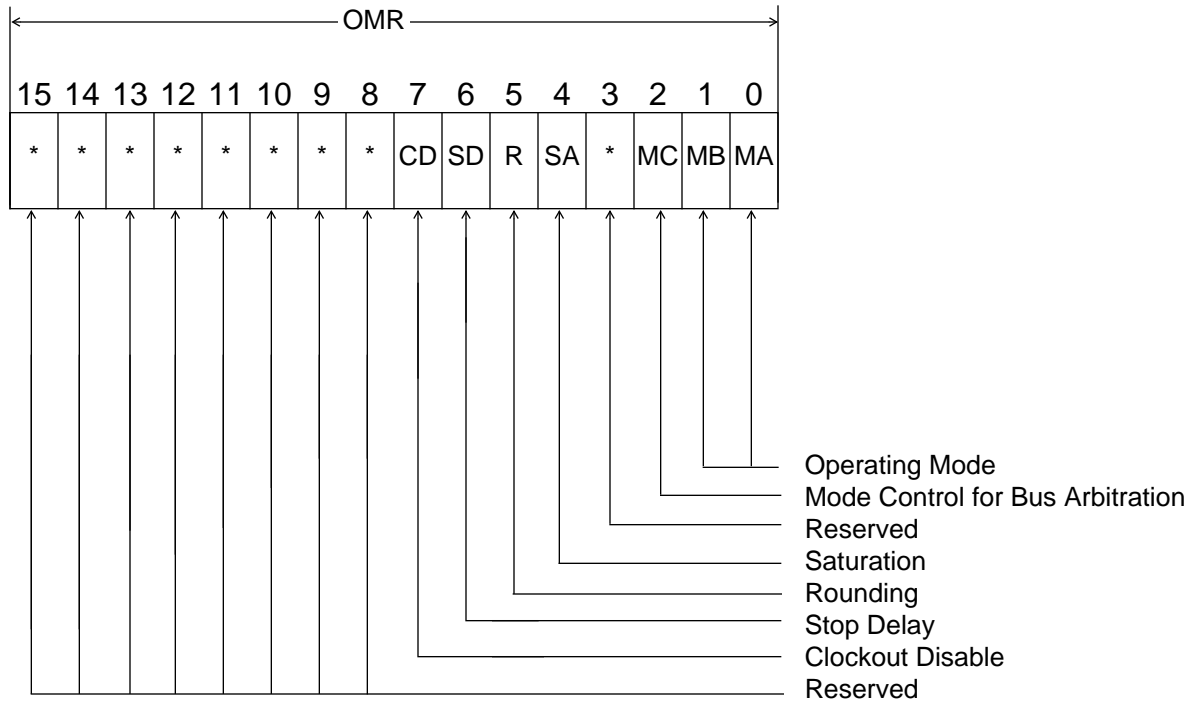 OMR
15 14 13 12 11 10 9 8 7 6 5 4 3 2 1 0
* * * * * * * * CD SD R SA * MC MB MA
Operating Mode
Mode Control for Bus Arbitration
Reserved
Saturation
Rounding
Stop Delay
Clockout Disable
Reserved